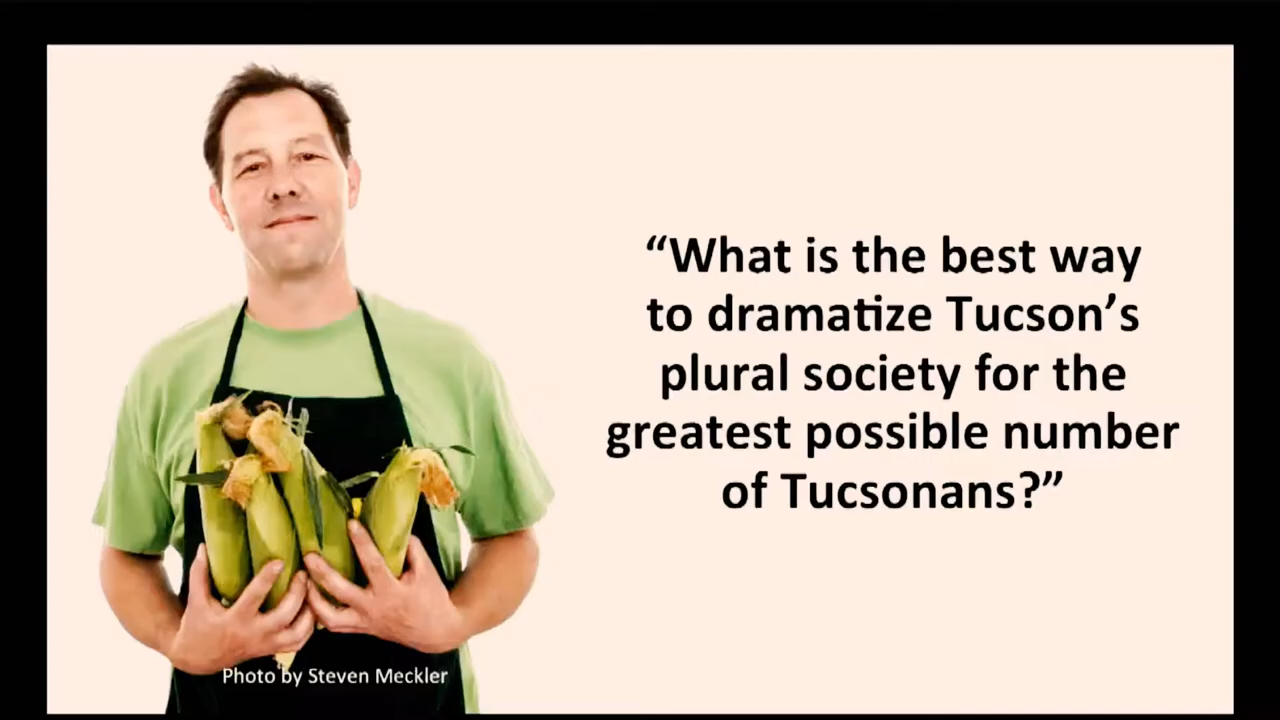 “What is the best way
to dramatize Tucson’s
plural society for the
greatest possible number
of Tucsonans?”
Photo by Steven Meckler